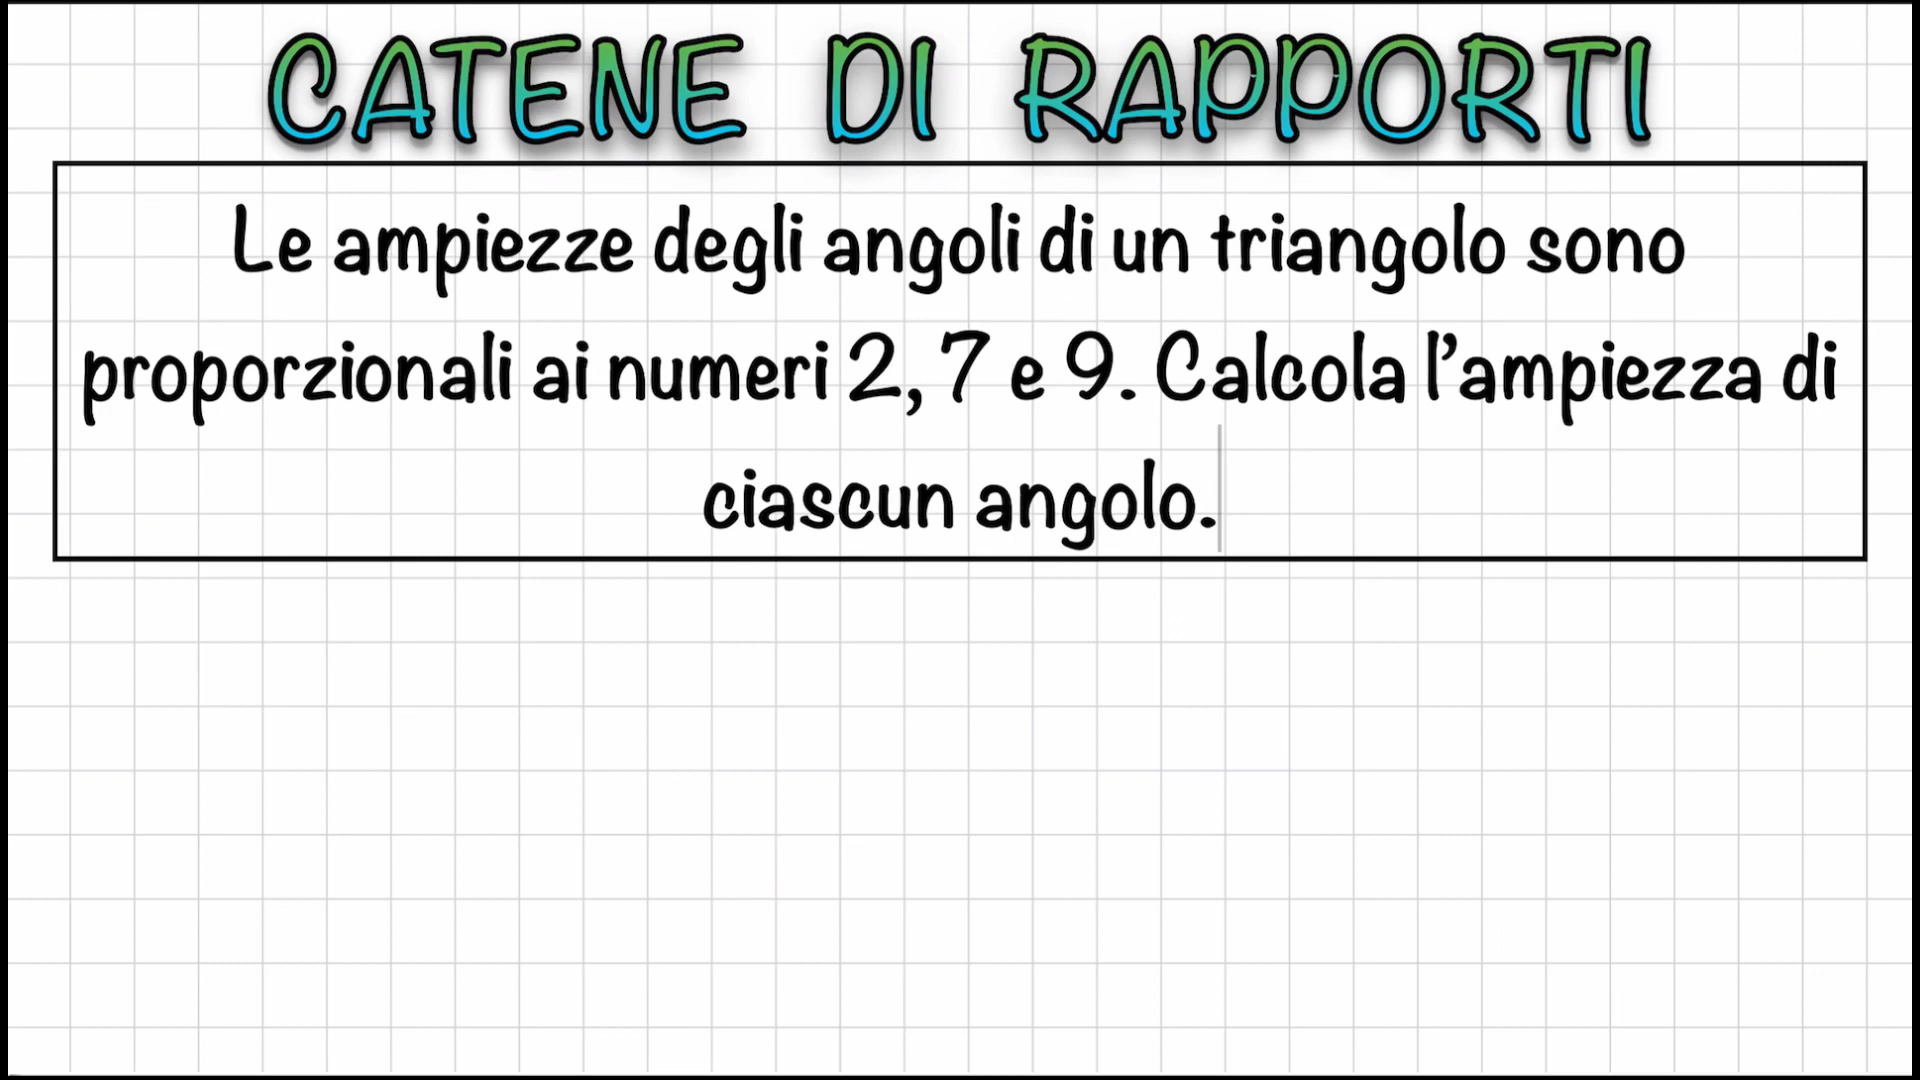 CATENE DI RAPPORTI
Le ampiezze degli angoli di un triangolo sono
proporzionali ai numeri 2, 7 e 9. Calcola l’ampiezza di
ciascun angolo.